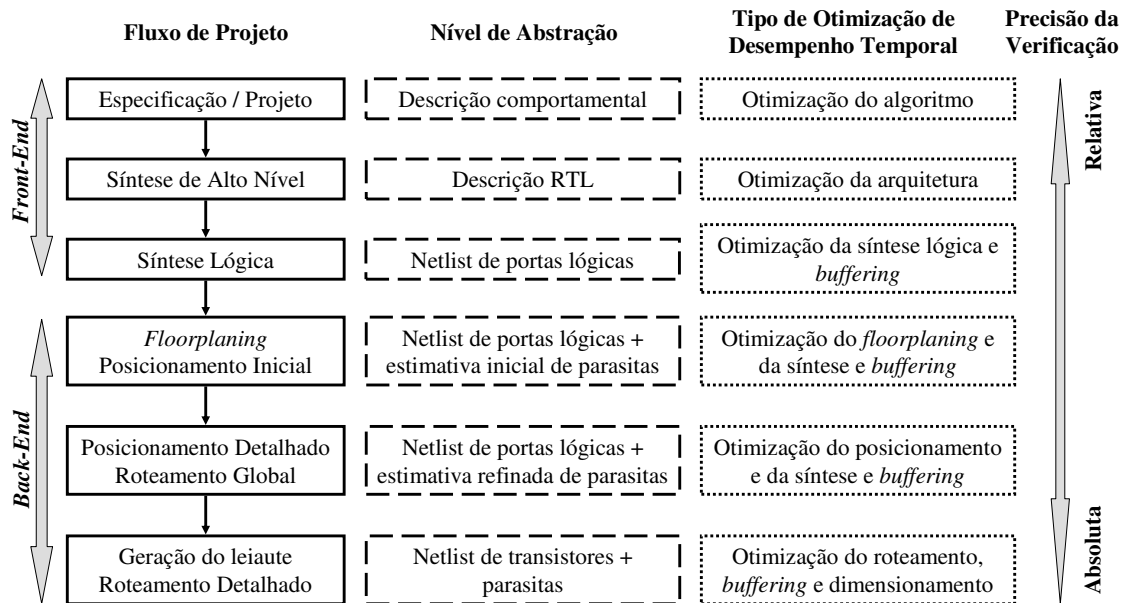 Fluxo de Projeto
Nível de Abstração
Tipo de Otimização de
Desempenho Temporal
Precisão da
Verificação
Front-End
Especificação / Projeto
Descrição comportamental
Otimização do algoritmo
Relativa
Síntese de Alto Nível
Descrição RTL
Otimização da arquitetura
Síntese Lógica
Netlist de portas lógicas
Otimização da síntese lógica e
buffering
Back-End
Floorplaning
Posicionamento Inicial
Netlist de portas lógicas +
estimativa inicial de parasitas
Otimização do floorplaning e
da síntese e buffering
Posicionamento Detalhado
Roteamento Global
Netlist de portas lógicas +
estimativa refinada de parasitas
Otimização do posicionamento
e da síntese e buffering
Geração do leiaute
Roteamento Detalhado
Netlist de transistores +
parasitas
Otimização do roteamento,
buffering e dimensionamento
Absoluta